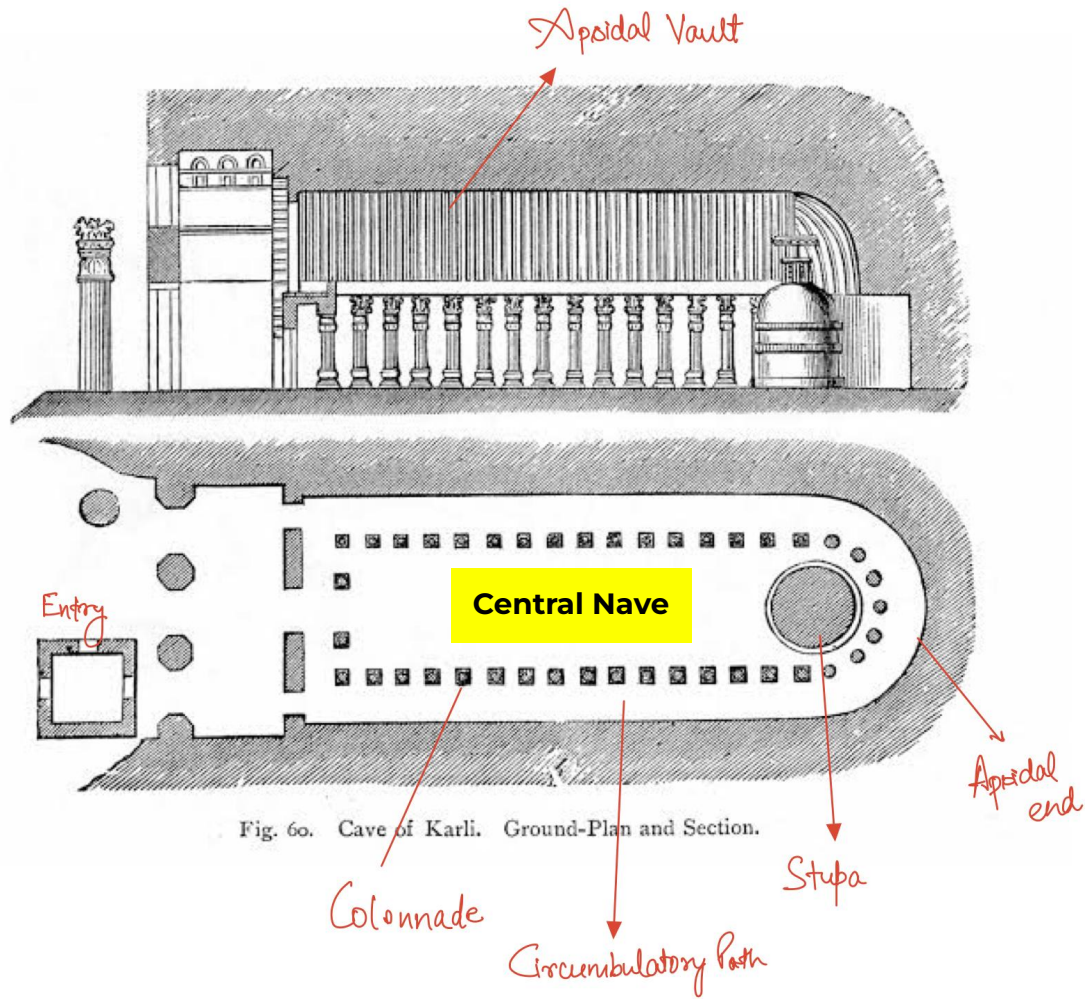 Apsidal Vault
Entry
Central Nave
Apsidal
end
Fig. 60. Cave of Karli. Ground-Plan and Section.
Stupa
Colonnade
Circumbulatory Path